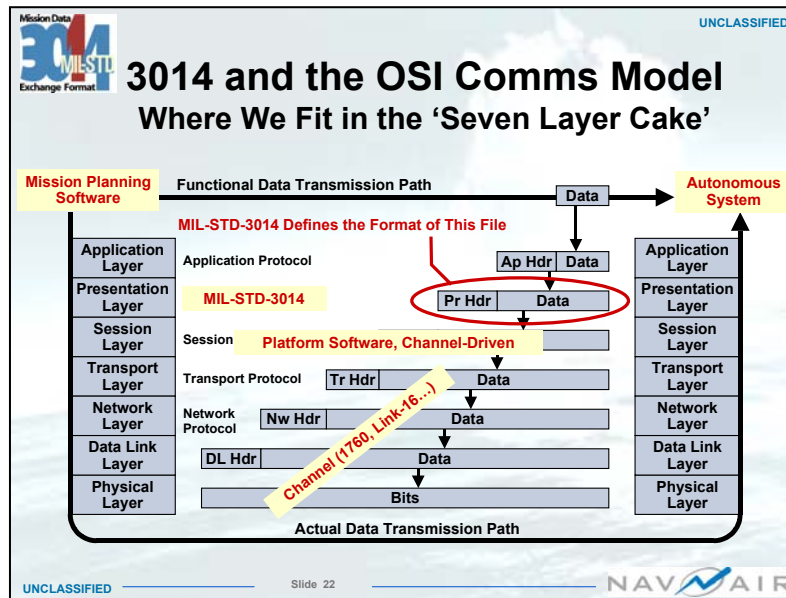 Mission Data
3014
MIL-STD
Exchange Format
UNCLASSIFIED
3014 and the OSI Comms Model
Where We Fit in the ‘Seven Layer Cake’
Mission Planning
Software
Functional Data Transmission Path
Data
Autonomous
System
MIL-STD-3014 Defines the Format of This File
Application
Layer
Application Protocol
Ap Hdr
Data
Application
Layer
Presentation
Layer
MIL-STD-3014
Pr Hdr
Data
Presentation
Layer
Session
Layer
Session
Platform Software, Channel-Driven
Session
Layer
Transport
Layer
Transport Protocol
Tr Hdr
Data
Transport
Layer
Network
Layer
Network
Protocol
Nw Hdr
Data
Network
Layer
Channel (1760, Link-16...)
Data Link
Layer
DL Hdr
Data
Data Link
Layer
Physical
Layer
Bits
Physical
Layer
Actual Data Transmission Path
UNCLASSIFIED
Slide 22
NAVAIR